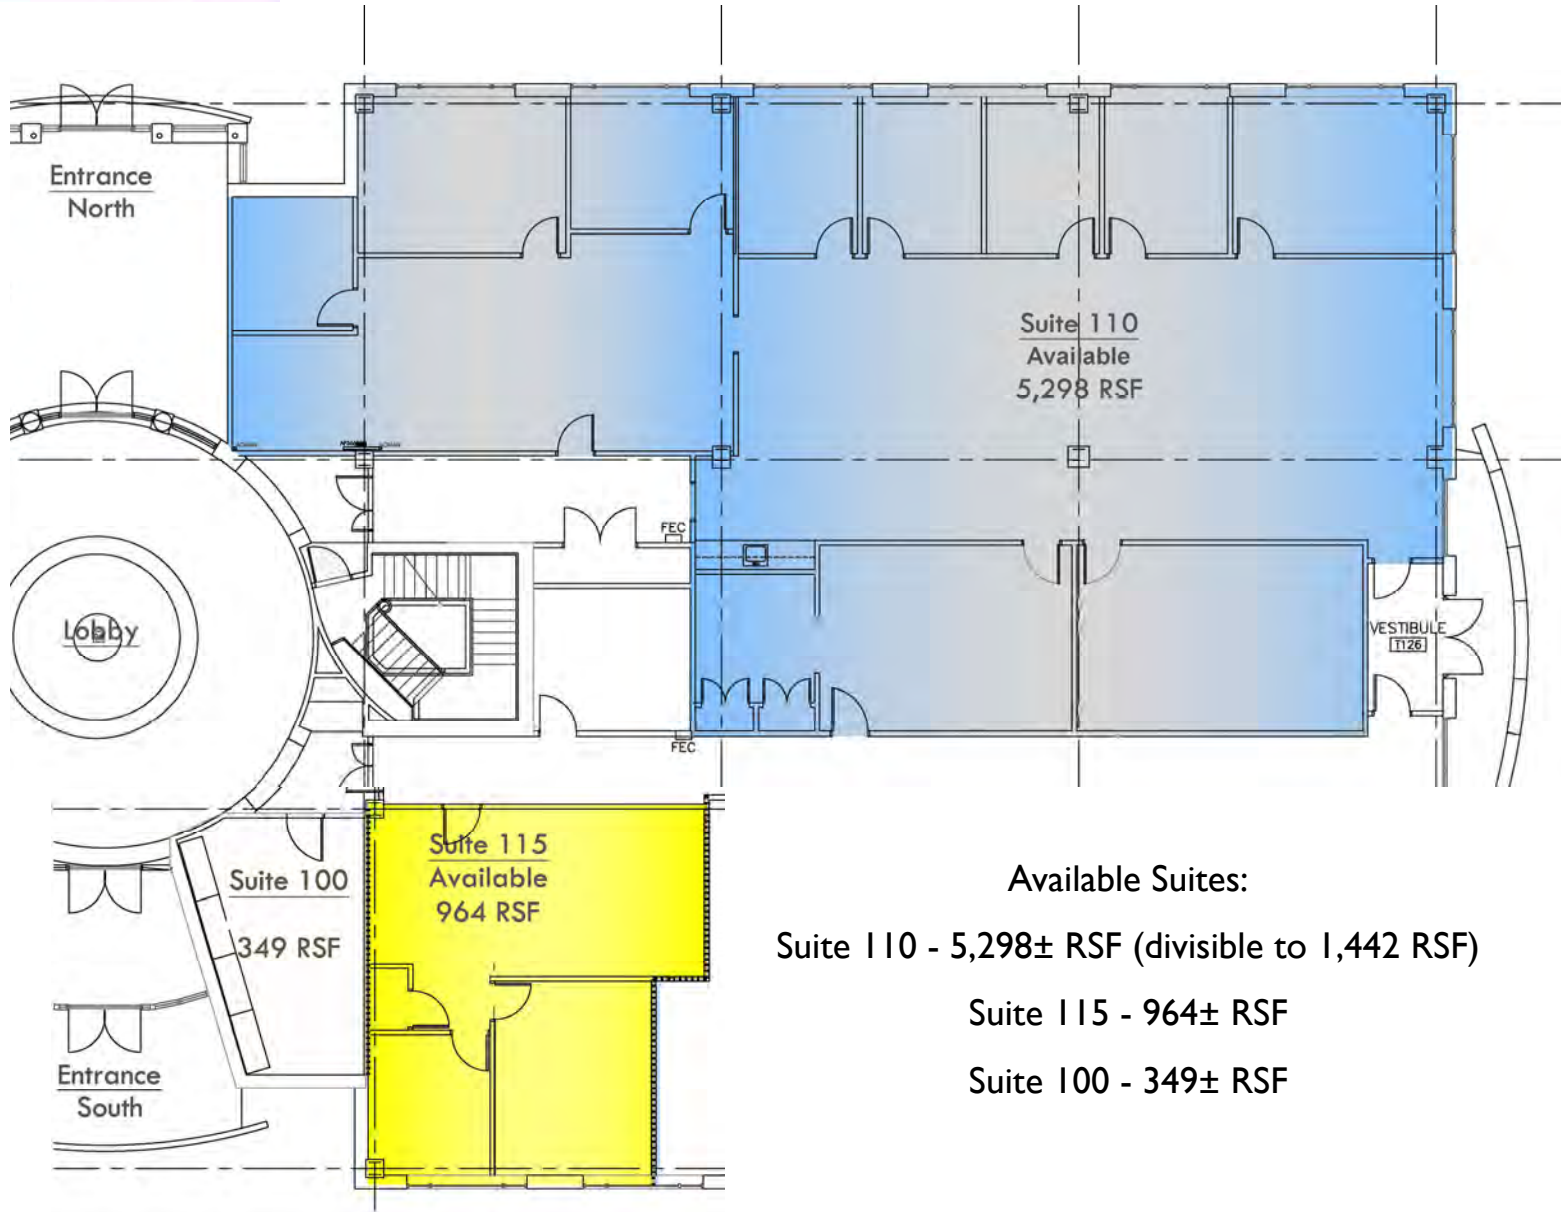 Entrance
North
Suite 110
Available
5,298 RSF
FEC
Lobby
VESTIBULE
T126
FEC
Suite 115
Available
964 RSF
Suite 100
349 RSF
Entrance
South
Available Suites:
Suite 110 - 5,298± RSF (divisible to 1,442 RSF)
Suite 115 - 964± RSF
Suite 100 - 349± RSF